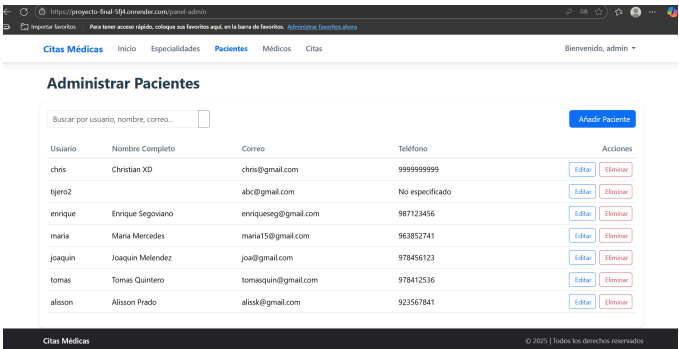 https://proyecto-final-5fj4.onrender.com/panel-admin
Importar favoritos Para tener acceso rápido, coloque sus favoritos aquí, en la barra de favoritos. Administrar favoritos ahora
Citas Médicas Inicio Especialidades Pacientes Médicos Citas Bienvenido, admin
Administrar Pacientes
Buscar por usuario, nombre, correo... Añadir Paciente
Usuario Nombre Completo Correo Teléfono Acciones
chris Christian XD chris@gmail.com 9999999999 Editar Eliminar
tijero2 abc@gmail.com No especificado Editar Eliminar
enrique Enrique Segoviano enriqueseg@gmail.com 987123456 Editar Eliminar
maria Maria Mercedes maria15@gmail.com 963852741 Editar Eliminar
joaquin Joaquin Melendez joa@gmail.com 978456123 Editar Eliminar
tomas Tomas Quintero tomasquin@gmail.com 978412536 Editar Eliminar
alisson Alisson Prado alissk@gmail.com 923567841 Editar Eliminar
Citas Médicas © 2025 | Todos los derechos reservados